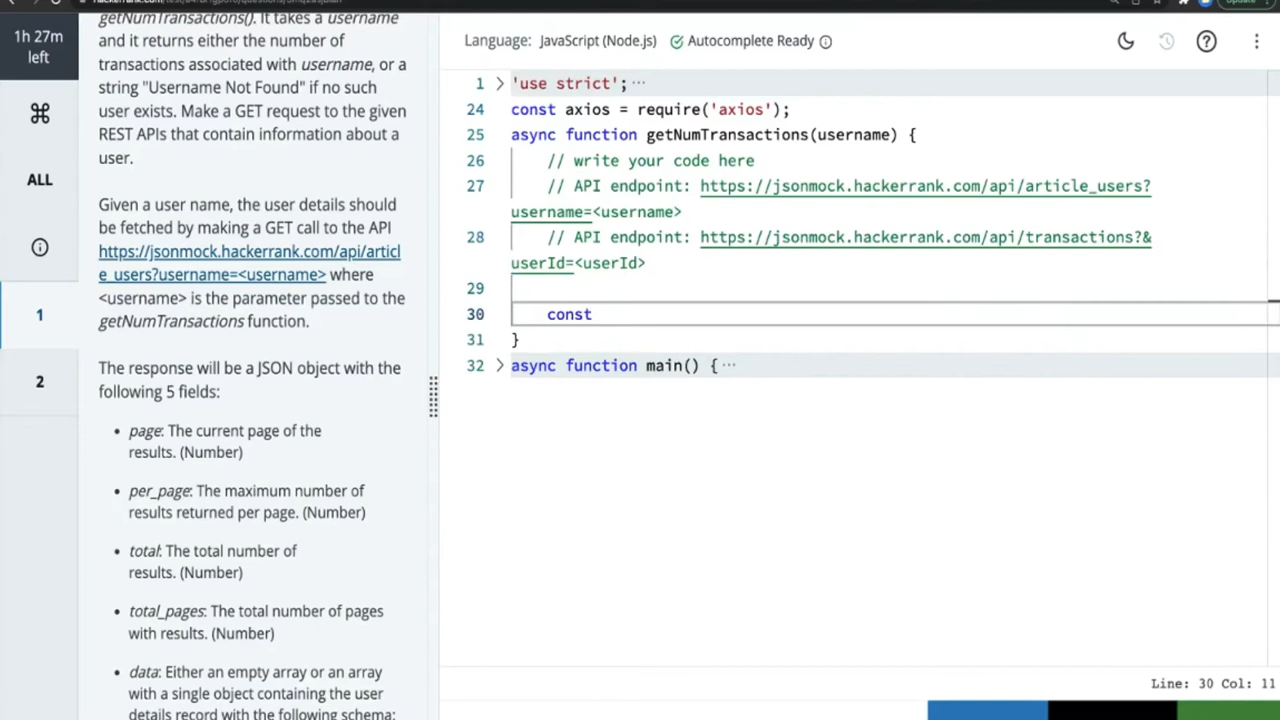 1h 27m
left
ALL
1
2
getNumTransactions(). It takes a username
and it returns either the number of
transactions associated with username, or a
string "Username Not Found" if no such
user exists. Make a GET request to the given
REST APIs that contain information about a
user.
Given a user name, the user details should
be fetched by making a GET call to the API
https://jsonmock.hackerrank.com/api/articl
e_users?username=<username> where
<username> is the parameter passed to the
getNumTransactions function.
The response will be a JSON object with the
following 5 fields:
• page: The current page of the
results. (Number)
• per_page: The maximum number of
results returned per page. (Number)
• total: The total number of
results. (Number)
• total_pages: The total number of pages
with results. (Number)
• data: Either an empty array or an array
with a single object containing the user
details record with the following schema:
Language: JavaScript (Node.js) Autocomplete Ready
1 'use strict'; ···
24 const axios = require('axios');
25 async function getNumTransactions(username) {
26 // write your code here
27 // API endpoint: https://jsonmock.hackerrank.com/api/article_users?
username=<username>
28 // API endpoint: https://jsonmock.hackerrank.com/api/transactions?&
userId=<userId>
29
30 const
31 }
32 async function main() { ···
Line: 30 Col: 11